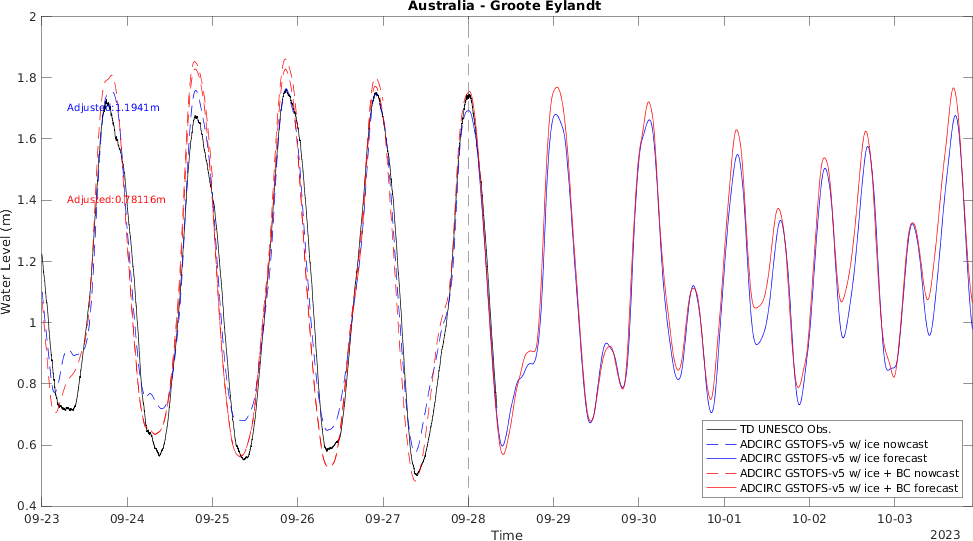 Australia - Groote Eylandt
2
1.8
1.6
1.4
1.2
1
0.8
0.6
0.4
Water Level (m)
Adjusted:1.1941m
Adjusted:0.78116m
TD UNESCO Obs.
ADCIRC GSTOFS-v5 w/ ice nowcast
ADCIRC GSTOFS-v5 w/ ice forecast
ADCIRC GSTOFS-v5 w/ ice + BC nowcast
ADCIRC GSTOFS-v5 w/ ice + BC forecast
09-23 09-24 09-25 09-26 09-27 09-28 09-29 09-30 10-01 10-02 10-03
Time
2023